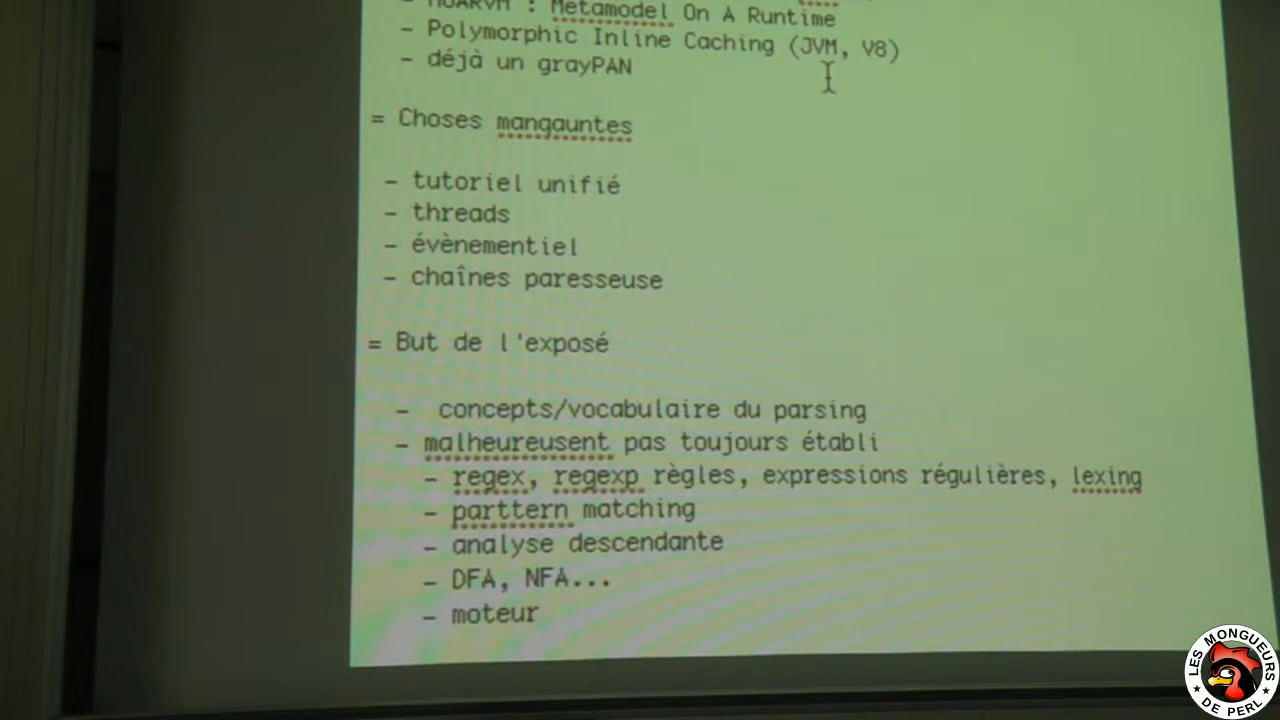 - MoARVM : Metamodel On A Runtime
- Polymorphic Inline Caching (JVM, V8)
- déjà un grayPAN
= Choses mangauntes
- tutoriel unifié
- threads
- évènementiel
- chaînes paresseuse
= But de l'exposé
- concepts/vocabulaire du parsing
- malheureusent pas toujours établi
- regex, regexp règles, expressions régulières, lexing
- parttern matching
- analyse descendante
- DFA, NFA...
- moteur
LES MONGUEURS
★ DE PERL ★